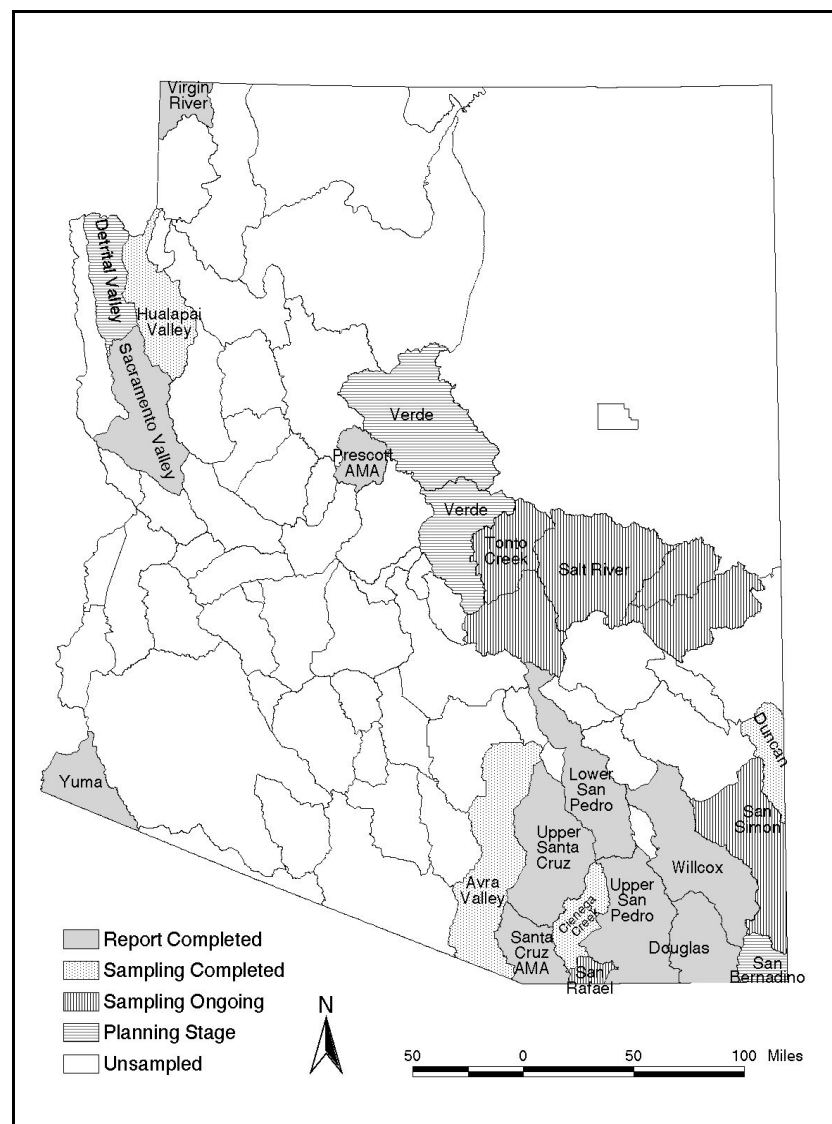 Virgin
River
Detrital Valley
Hualapai
Valley
Sacramento Valley
Verde
Prescott
AMA
Verde
Tonto
Creek
Salt River
Duncan
Yuma
Lower
San
Pedro
San
Simon
Upper
Santa
Cruz
Willcox
Avra
Valley
Upper
San
Pedro
Cienega
Creek
Santa
Cruz
AMA
Douglas
San
Rafael
San
Bernadino
Report Completed
Sampling Completed
Sampling Ongoing
Planning Stage
Unsampled
N
50 0 50 100 Miles